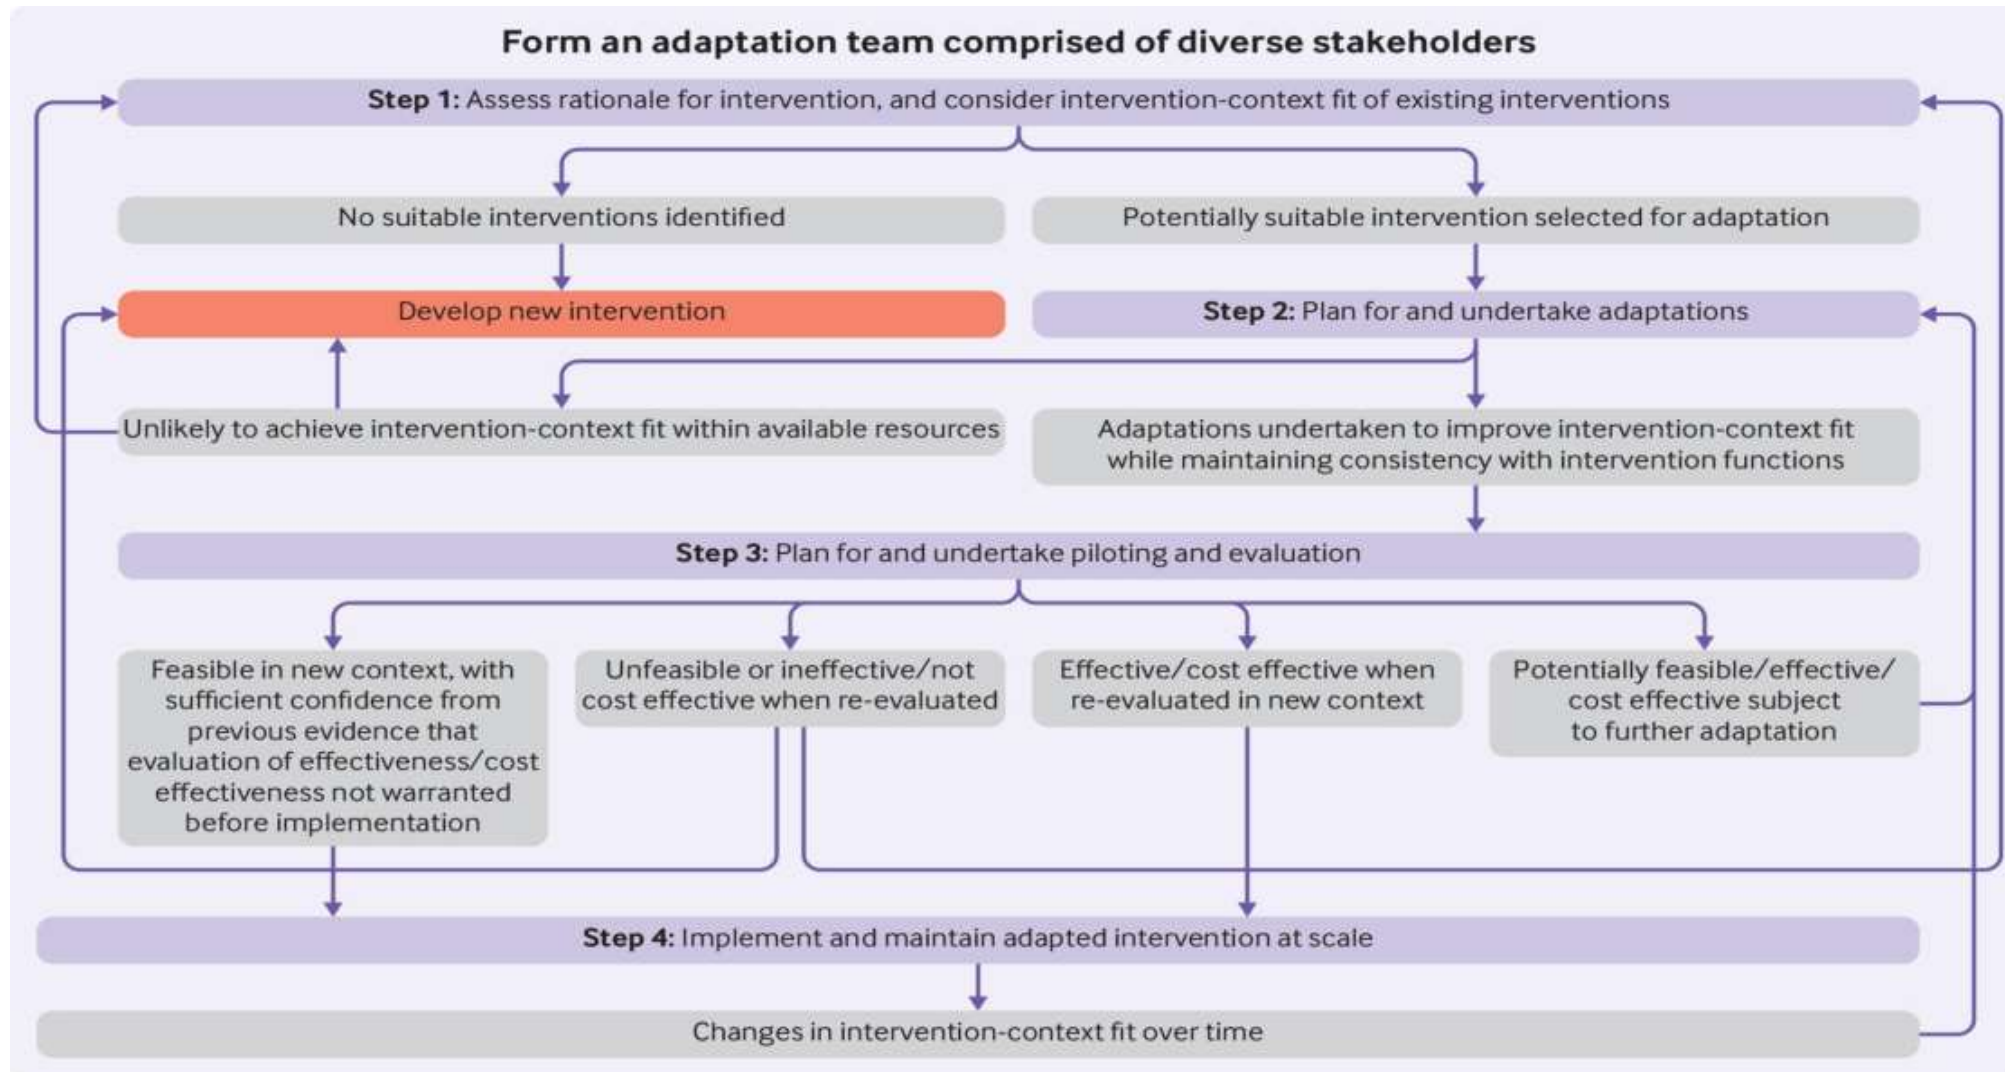 Form an adaptation team comprised of diverse stakeholders
Step 1: Assess rationale for intervention, and consider intervention-context fit of existing interventions
No suitable interventions identified
Potentially suitable intervention selected for adaptation
Develop new intervention
Step 2: Plan for and undertake adaptations
Unlikely to achieve intervention-context fit within available resources
Adaptations undertaken to improve intervention-context fit
while maintaining consistency with intervention functions
Step 3: Plan for and undertake piloting and evaluation
Feasible in new context, with
sufficient confidence from
previous evidence that
evaluation of effectiveness/cost
effectiveness not warranted
before implementation
Unfeasible or ineffective/not
cost effective when re-evaluated
Effective/cost effective when
re-evaluated in new context
Potentially feasible/effective/
cost effective subject
to further adaptation
Step 4: Implement and maintain adapted intervention at scale
Changes in intervention-context fit over time